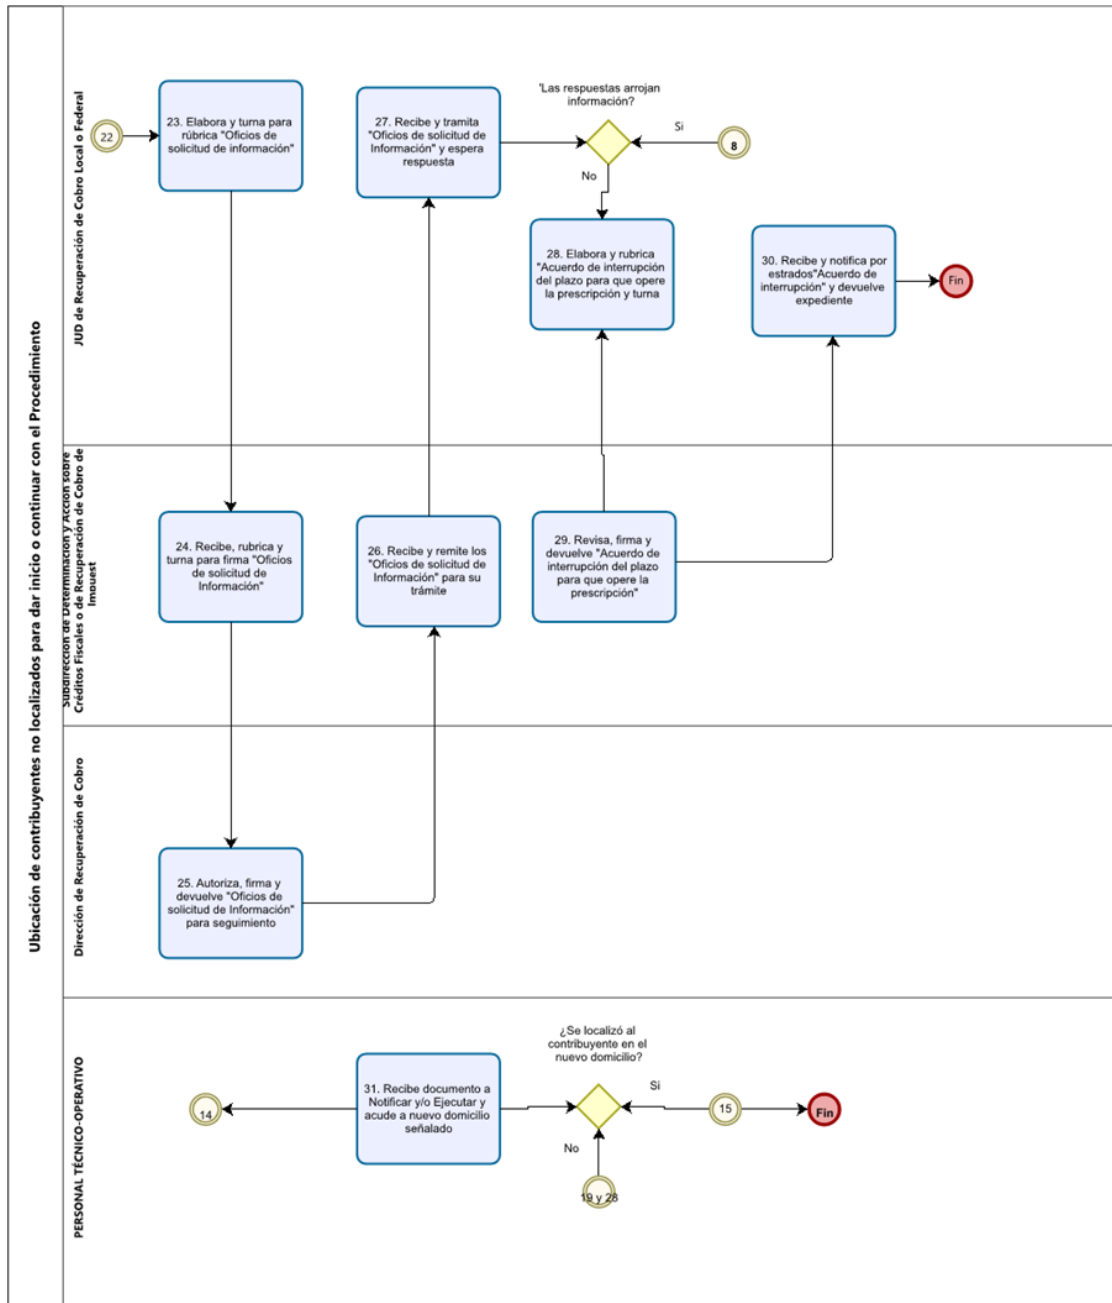 Ubicación de contribuyentes no localizados para dar inicio o continuar con el Procedimiento
JUD de Recuperación de Cobro Local o Federal
22
23. Elabora y turna para
rúbrica "Oficios de
solicitud de información"
27. Recibe y tramita
"Oficios de solicitud de
Información" y espera
respuesta
'Las respuestas arrojan
información?
Si
8
No
28. Elabora y rubrica
"Acuerdo de interrupción
del plazo para que opere
la prescripción y turna
30. Recibe y notifica por
estrados"Acuerdo de
interrupción" y devuelve
expediente
Fin
Subdirección de Determinación y Acción sobre
Créditos Fiscales o de Recuperación de Cobro de
Impuest
24. Recibe, rubrica y
turna para firma "Oficios
de solicitud de
Información"
26. Recibe y remite los
"Oficios de solicitud de
Información" para su
trámite
29. Revisa, firma y
devuelve "Acuerdo de
interrupción del plazo
para que opere la
prescripción"
Dirección de Recuperación de Cobro
25. Autoriza, firma y
devuelve "Oficios de
solicitud de Información"
para seguimiento
PERSONAL TÉCNICO-OPERATIVO
14
31. Recibe documento a
Notificar y/o Ejecutar y
acude a nuevo domicilio
señalado
¿Se localizó al
contribuyente en el
nuevo domicilio?
Si
15
Fin
No
19 y 28